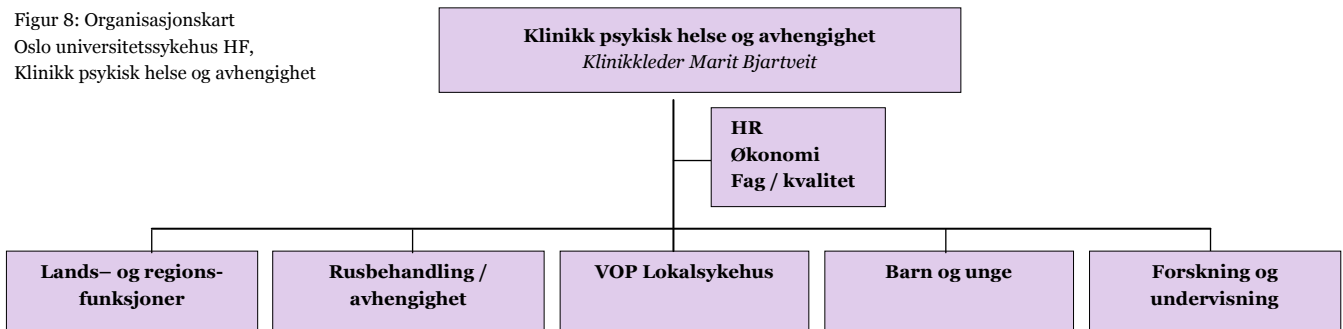 Figur 8: Organisasjonskart
Oslo universitetssykehus HF,
Klinikk psykisk helse og avhengighet
Klinikk psykisk helse og avhengighet
Klinikkleder Marit Bjartveit
HR
Økonomi
Fag / kvalitet
Lands– og regions-
funksjoner
Rusbehandling /
avhengighet
VOP Lokalsykehus
Barn og unge
Forskning og
undervisning